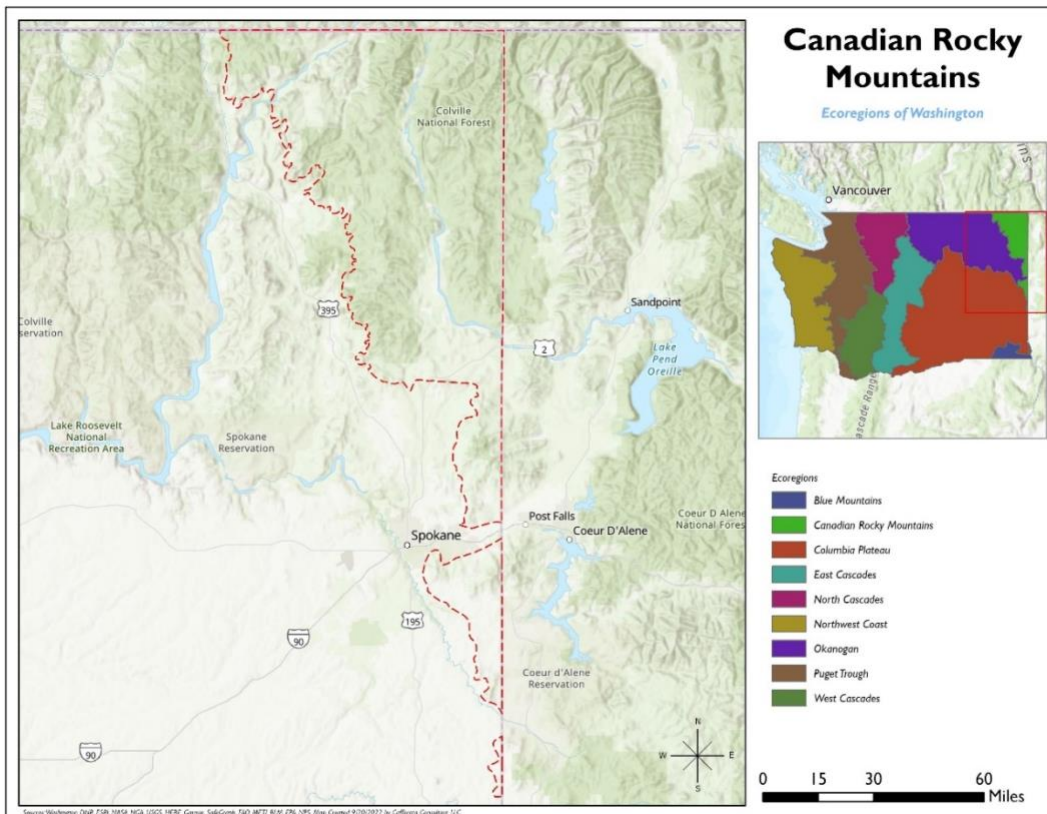 Canadian Rocky
Mountains
Ecoregions of Washington
Colville
National Forest
395
Sandpoint
2
Lake
Pend
Oreille
Colville
Reservation
Lake Roosevelt
National
Recreation Area
Spokane
Reservation
Post Falls
Spokane
Coeur D'Alene
Coeur D Alene
National Fores
195
90
Coeur d'Alene
Reservation
90
N
W
E
S
Vancouver
ascade Range
ns
Ecoregions
Blue Mountains
Canadian Rocky Mountains
Columbia Plateau
East Cascades
North Cascades
Northwest Coast
Okanogan
Puget Trough
West Cascades
0 15 30 60
Miles